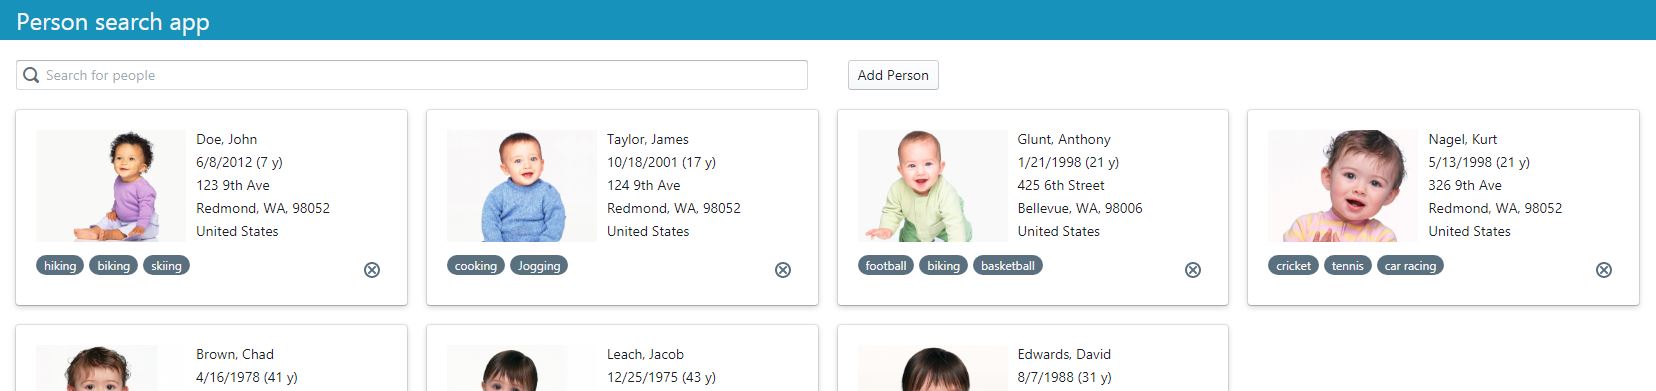 Person search app
Search for people
Add Person
Doe, John
6/8/2012 (7 y)
123 9th Ave
Redmond, WA, 98052
United States
hiking biking skiing
Taylor, James
10/18/2001 (17 y)
124 9th Ave
Redmond, WA, 98052
United States
cooking Jogging
Glunt, Anthony
1/21/1998 (21 y)
425 6th Street
Bellevue, WA, 98006
United States
football biking basketball
Nagel, Kurt
5/13/1998 (21 y)
326 9th Ave
Redmond, WA, 98052
United States
cricket tennis car racing
Brown, Chad
4/16/1978 (41 y)
Leach, Jacob
12/25/1975 (43 y)
Edwards, David
8/7/1988 (31 y)